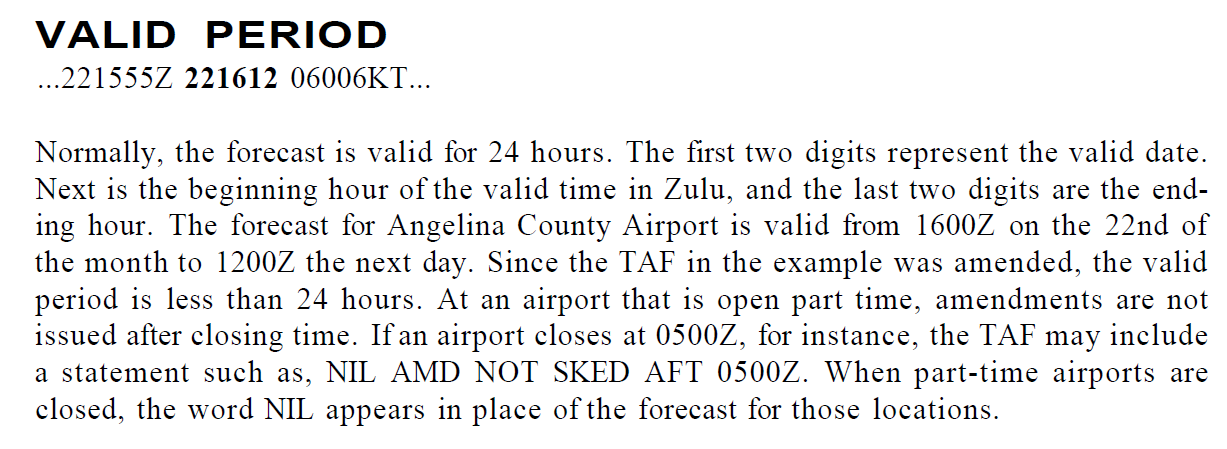 VALID PERIOD
...221555Z 221612 06006KT...
Normally, the forecast is valid for 24 hours. The first two digits represent the valid date.
Next is the beginning hour of the valid time in Zulu, and the last two digits are the end-
ing hour. The forecast for Angelina County Airport is valid from 1600Z on the 22nd of
the month to 1200Z the next day. Since the TAF in the example was amended, the valid
period is less than 24 hours. At an airport that is open part time, amendments are not
issued after closing time. If an airport closes at 0500Z, for instance, the TAF may include
a statement such as, NIL AMD NOT SKED AFT 0500Z. When part-time airports are
closed, the word NIL appears in place of the forecast for those locations.